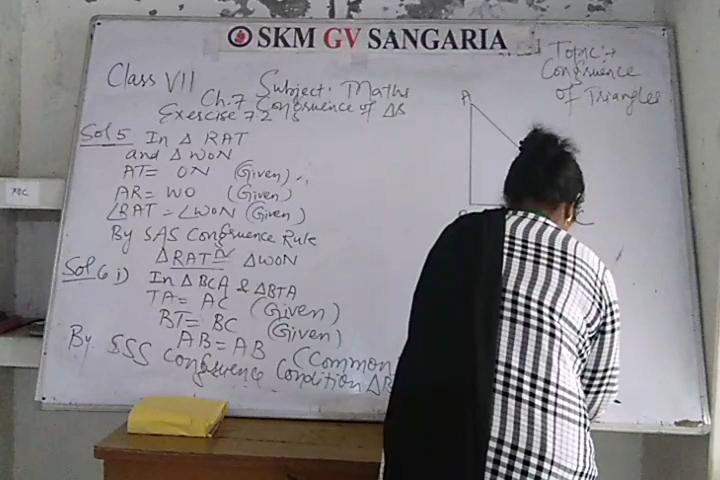 SKM GV SANGARIA
Topic:→
Congruence
of Triangles
Class VII
Subject: Maths
Ch.7 Congruence of Δs
Exercise 7.2
Sol 5 In Δ RAT
and Δ WON
AT = ON (Given)
AR = WO (Given)
∠RAT = ∠WON (Given)
By SAS Congruence Rule
ΔRAT ≅ ΔWON
Sol 6 i) In Δ BCA & ΔBTA
TA = AC (Given)
BT = BC (Given)
AB = AB (Common
By SSS Congruence Condition Δ
A